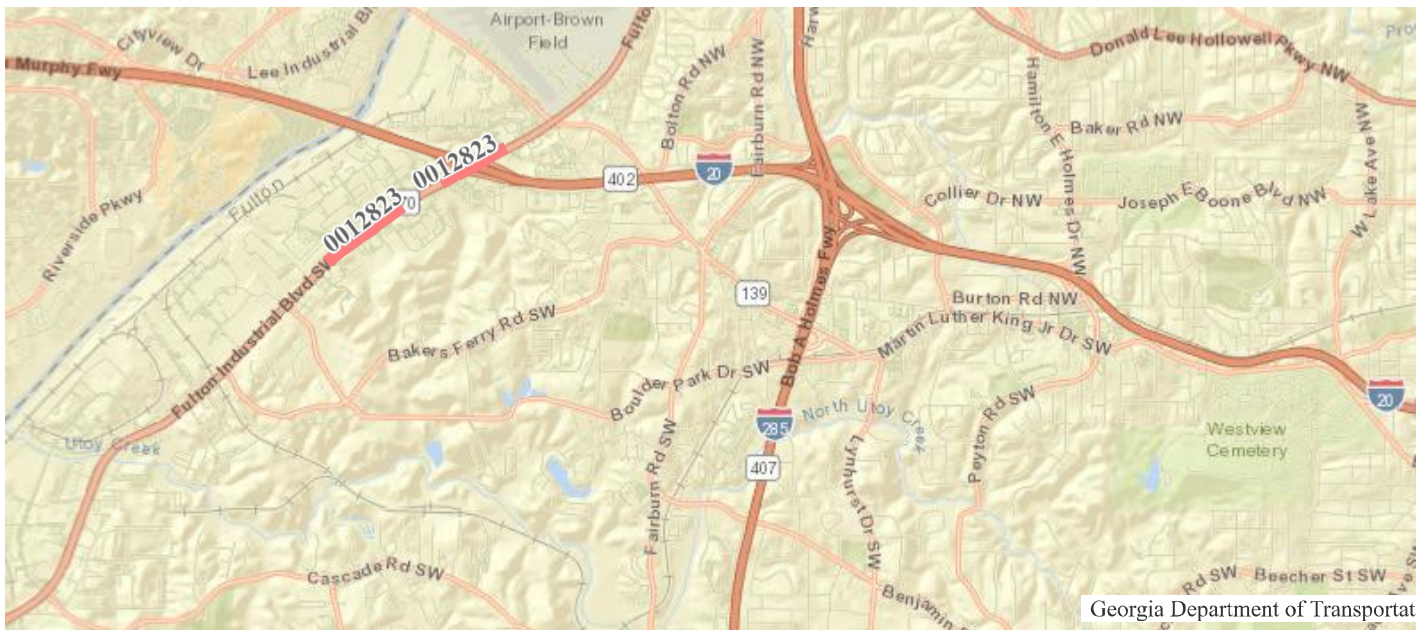 Airport-Brown
Field
Cityview Dr
Lee Industrial Bl
Murphy Fwy
Fulto
Bolton Rd NW
Fairburn Rd NW
Harw
Donald Lee Hollowell Pkwy NW
Hamilton E Holmes Dr NW
Baker Rd NW
W Lake Ave NW
0012823
0012823
70
402
20
Collier Dr NW
Joseph E Boone Blvd NW
Riverside Pkwy
Fulton
Fulton Industrial Blvd SW
139
Bob A Holmes Fwy
Burton Rd NW
Martin Luther King Jr Dr SW
Bakers Ferry Rd SW
Boulder Park Dr SW
285
North Utoy Creek
20
Peyton Rd SW
Westview
Cemetery
Utoy Creek
407
Fairburn Rd SW
Lynhurst Dr SW
Cascade Rd SW
Benjamin
Rd SW
Beecher St SW
Ave SW
Georgia Department of Transportat